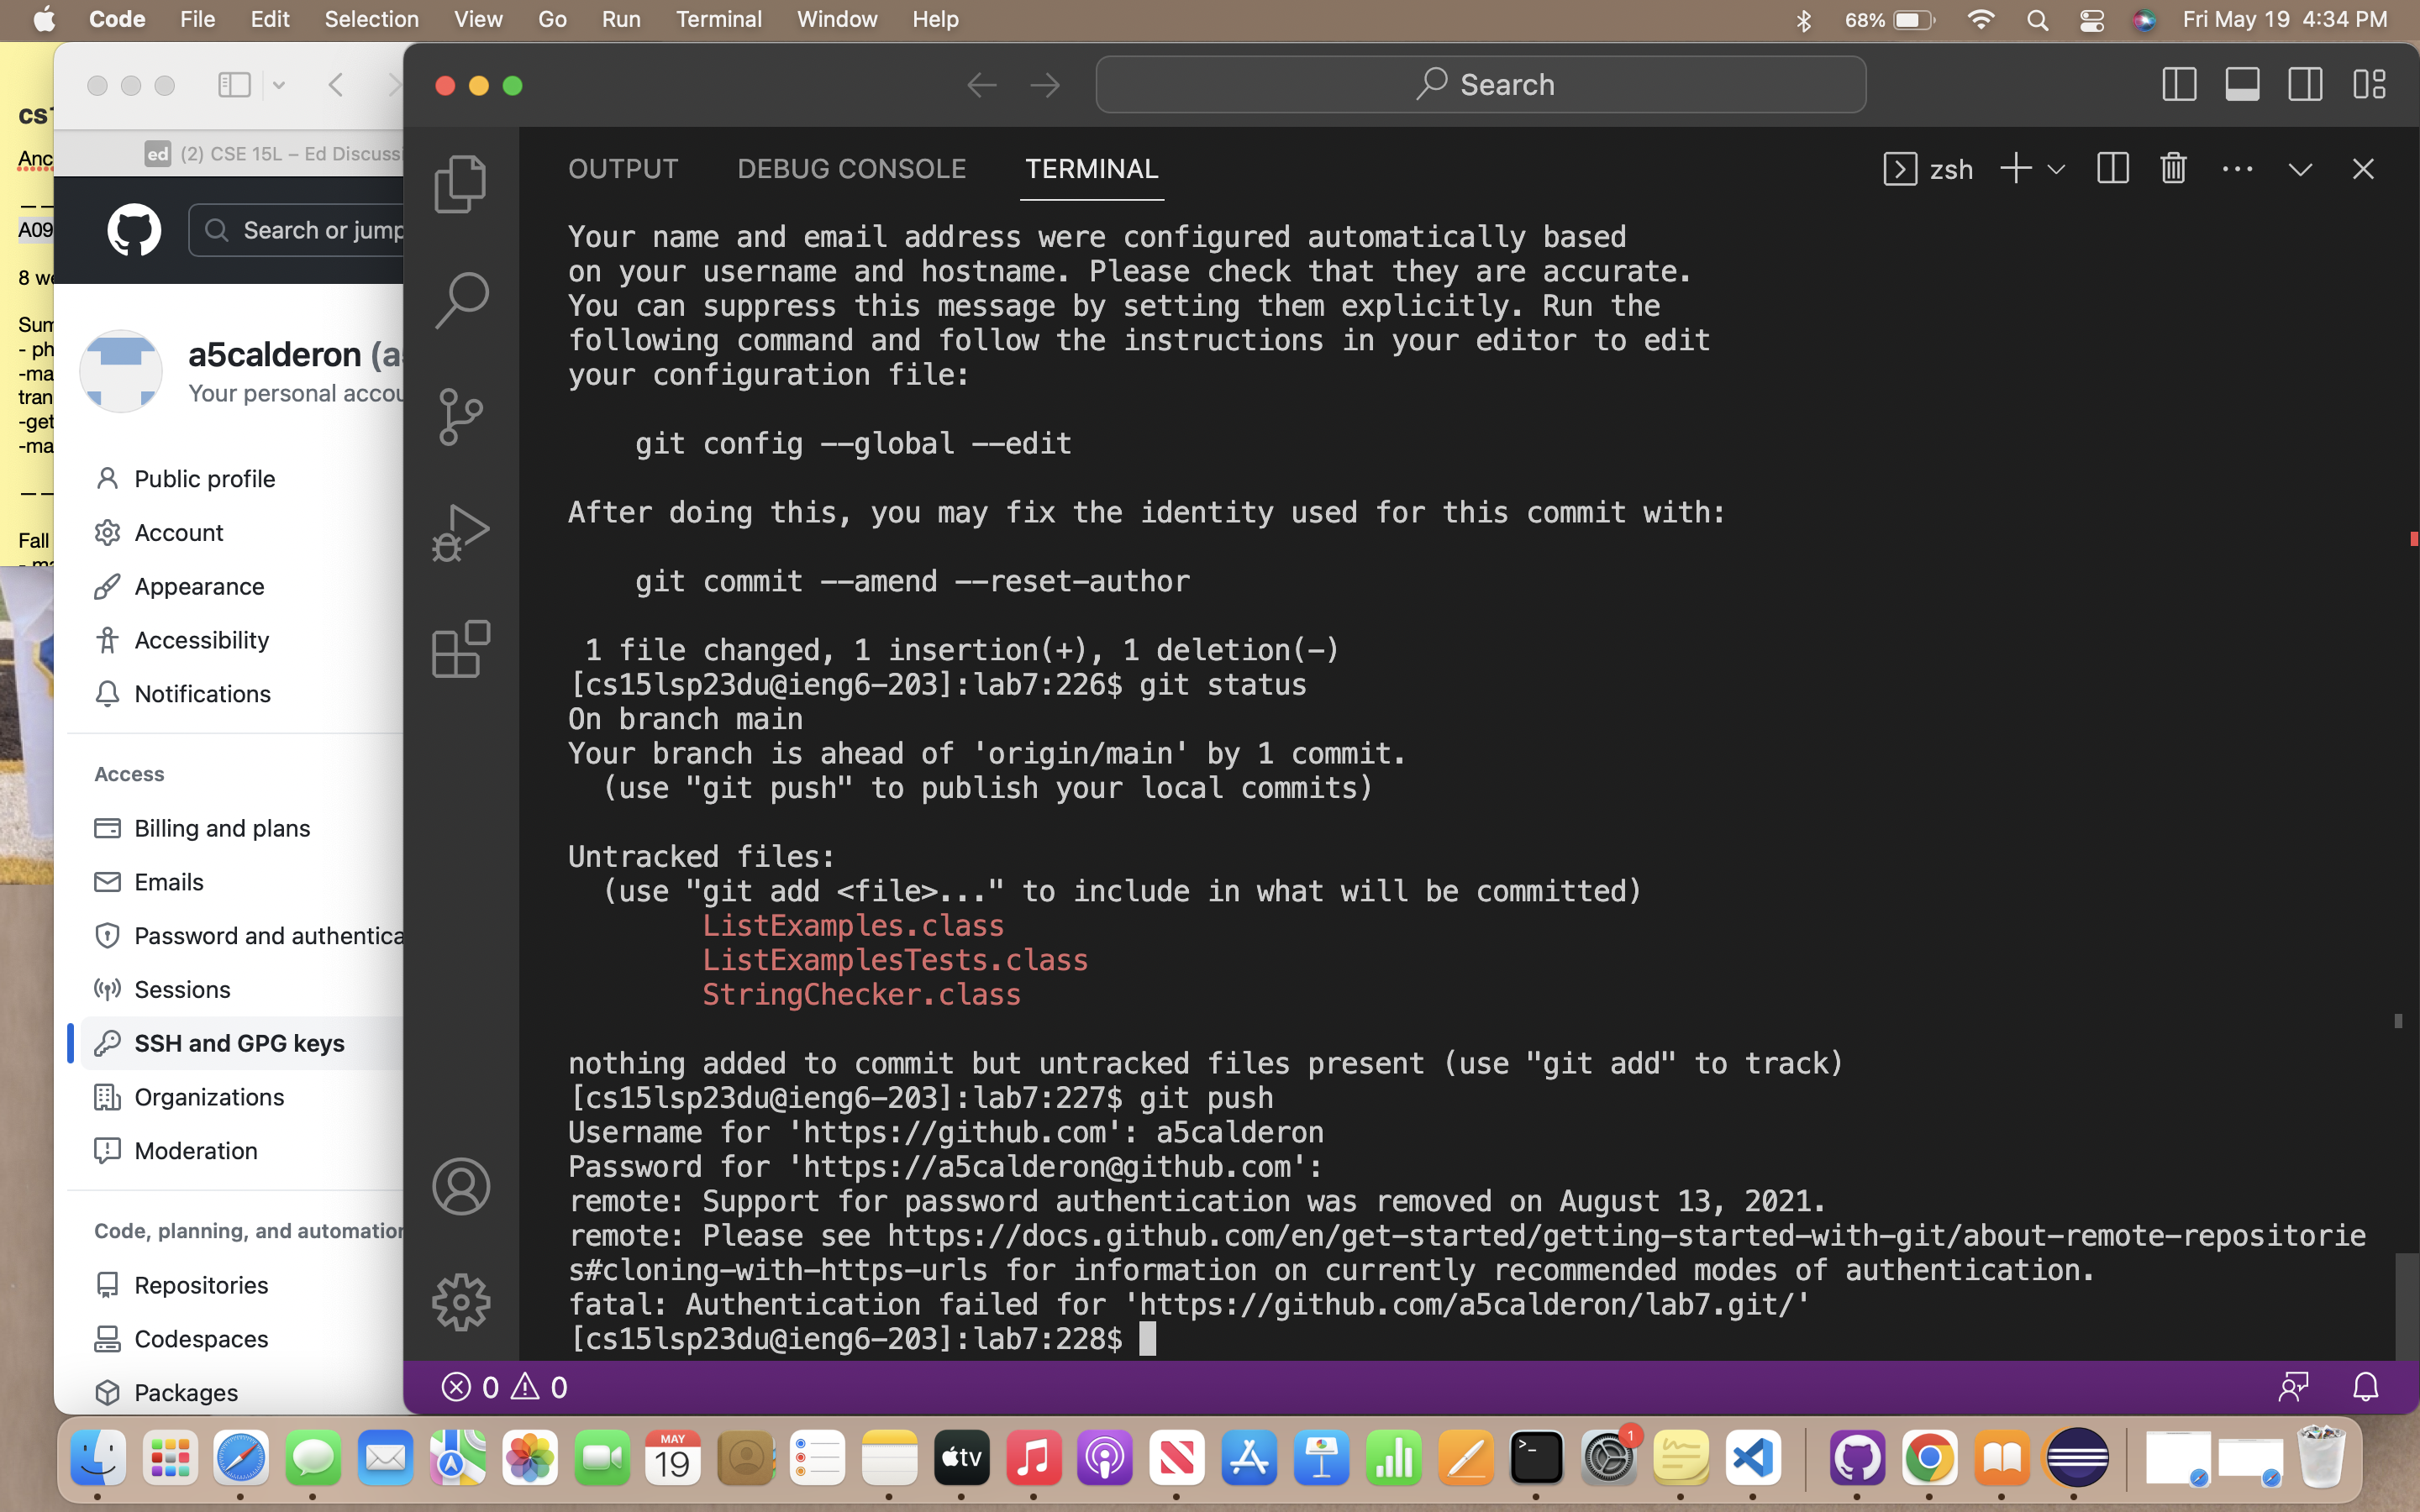 Code File Edit Selection View Go Run Terminal Window Help 68% Fri May 19 4:34 PM
cs1
Anc
A09
8 we
Sum
- ph
-ma
tran
-get
-ma
Fall
- ma
ed (2) CSE 15L – Ed Discussi
Search or jump
a5calderon (a
Your personal accou
Public profile
Account
Appearance
Accessibility
Notifications
Access
Billing and plans
Emails
Password and authentica
Sessions
SSH and GPG keys
Organizations
Moderation
Code, planning, and automation
Repositories
Codespaces
Packages
Search
OUTPUT DEBUG CONSOLE TERMINAL zsh
Your name and email address were configured automatically based
on your username and hostname. Please check that they are accurate.
You can suppress this message by setting them explicitly. Run the
following command and follow the instructions in your editor to edit
your configuration file:
git config --global --edit
After doing this, you may fix the identity used for this commit with:
git commit --amend --reset-author
1 file changed, 1 insertion(+), 1 deletion(-)
[cs15lsp23du@ieng6-203]:lab7:226$ git status
On branch main
Your branch is ahead of 'origin/main' by 1 commit.
(use "git push" to publish your local commits)
Untracked files:
(use "git add <file>..." to include in what will be committed)
ListExamples.class
ListExamplesTests.class
StringChecker.class
nothing added to commit but untracked files present (use "git add" to track)
[cs15lsp23du@ieng6-203]:lab7:227$ git push
Username for 'https://github.com': a5calderon
Password for 'https://a5calderon@github.com':
remote: Support for password authentication was removed on August 13, 2021.
remote: Please see https://docs.github.com/en/get-started/getting-started-with-git/about-remote-repositorie
s#cloning-with-https-urls for information on currently recommended modes of authentication.
fatal: Authentication failed for 'https://github.com/a5calderon/lab7.git/'
[cs15lsp23du@ieng6-203]:lab7:228$
0 0
MAY
19
tv
1